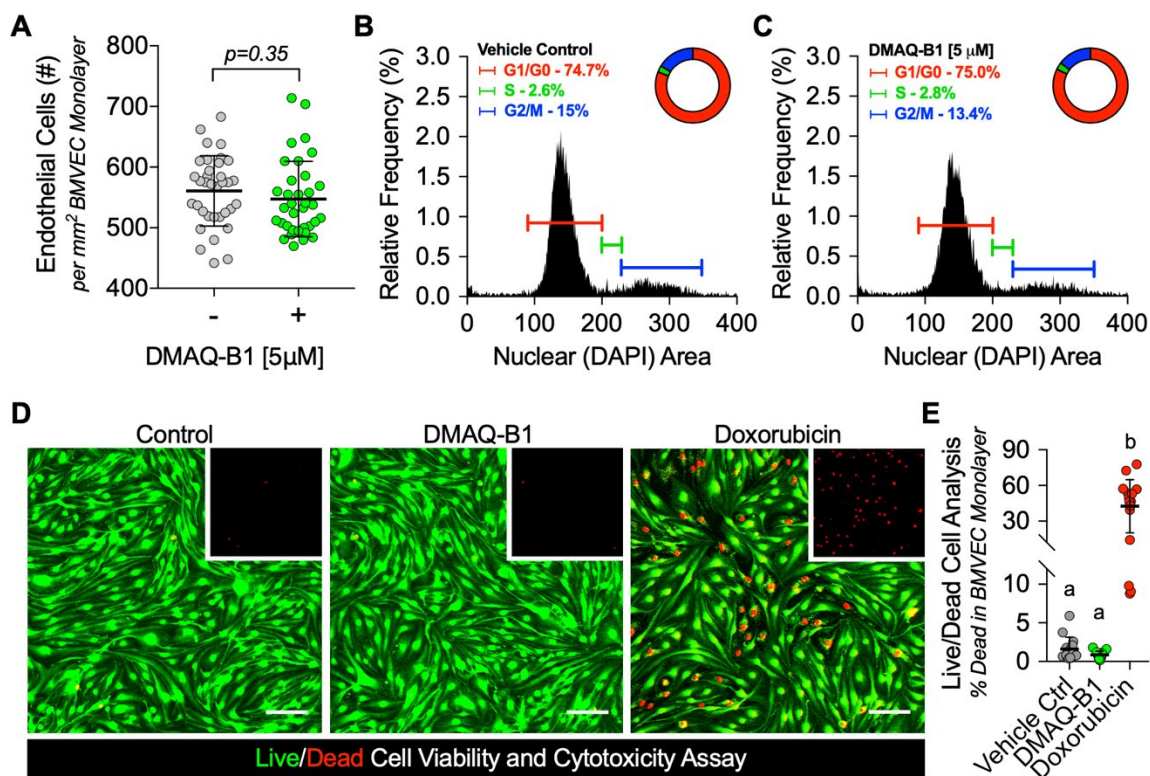 A
Endothelial Cells (#)
per mm² BMVEC Monolayer
800
700
600
500
400
p=0.35
-
+
DMAQ-B1 [5μM]
B
Relative Frequency (%)
3.0
2.5
2.0
1.5
1.0
0.5
0.0
Vehicle Control
G1/G0 - 74.7%
S - 2.6%
G2/M - 15%
0 100 200 300 400
Nuclear (DAPI) Area
C
Relative Frequency (%)
3.0
2.5
2.0
1.5
1.0
0.5
0.0
DMAQ-B1 [5 μM]
G1/G0 - 75.0%
S - 2.8%
G2/M - 13.4%
0 100 200 300 400
Nuclear (DAPI) Area
D
Control
DMAQ-B1
Doxorubicin
Live/Dead Cell Viability and Cytotoxicity Assay
E
Live/Dead Cell Analysis
% Dead in BMVEC Monolayer
90
60
30
10
5
0
a
a
b
Vehicle Ctrl
DMAQ-B1
Doxorubicin